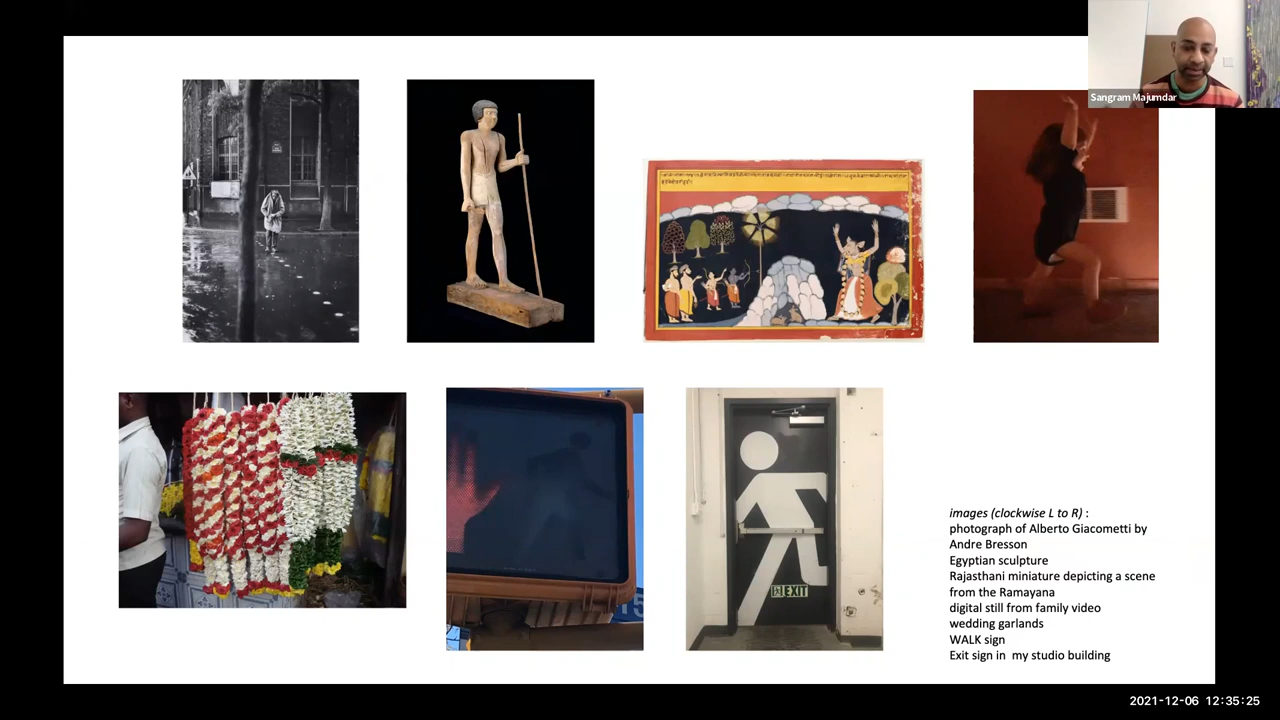 Sangram Majumdar
EXIT
images (clockwise L to R) :
photograph of Alberto Giacometti by
Andre Bresson
Egyptian sculpture
Rajasthani miniature depicting a scene
from the Ramayana
digital still from family video
wedding garlands
WALK sign
Exit sign in my studio building
2021-12-06 12:35:25